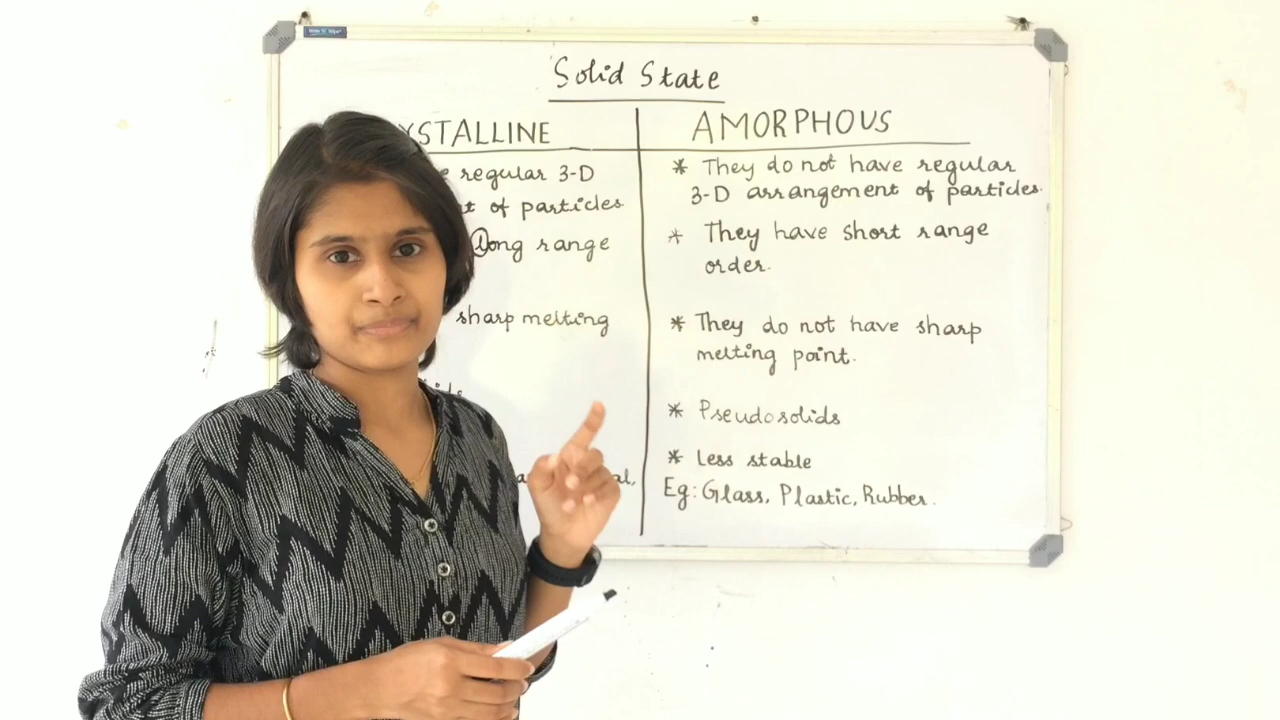 Solid State
STALLINE
regular 3-D
of particles.
long range
sharp melting
AMORPHOUS
* They do not have regular
3-D arrangement of particles.
* They have short range
order.
* They do not have sharp
melting point.
* Pseudosolids
* Less stable
Eg: Glass, Plastic, Rubber.